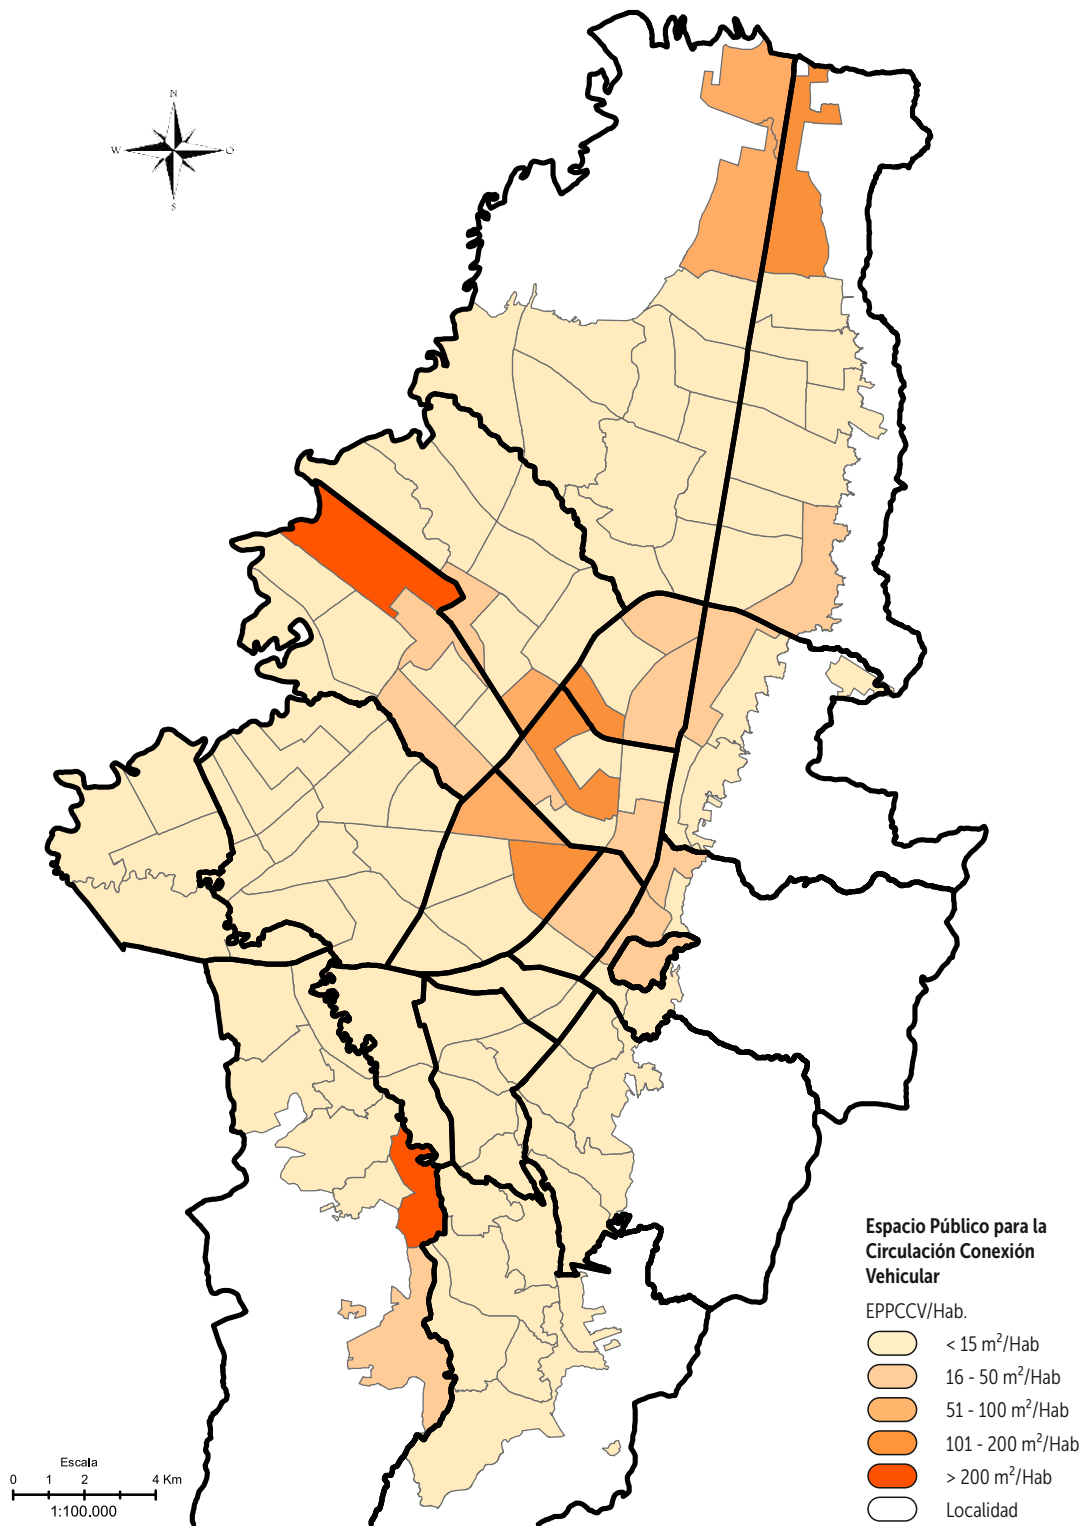 N
W
O
S
Espacio Público para la
Circulación Conexión
Vehicular
EPPCCV/Hab.
< 15 m²/Hab
16 - 50 m²/Hab
51 - 100 m²/Hab
101 - 200 m²/Hab
> 200 m²/Hab
Localidad
Escala
0 1 2 4 Km
1:100.000